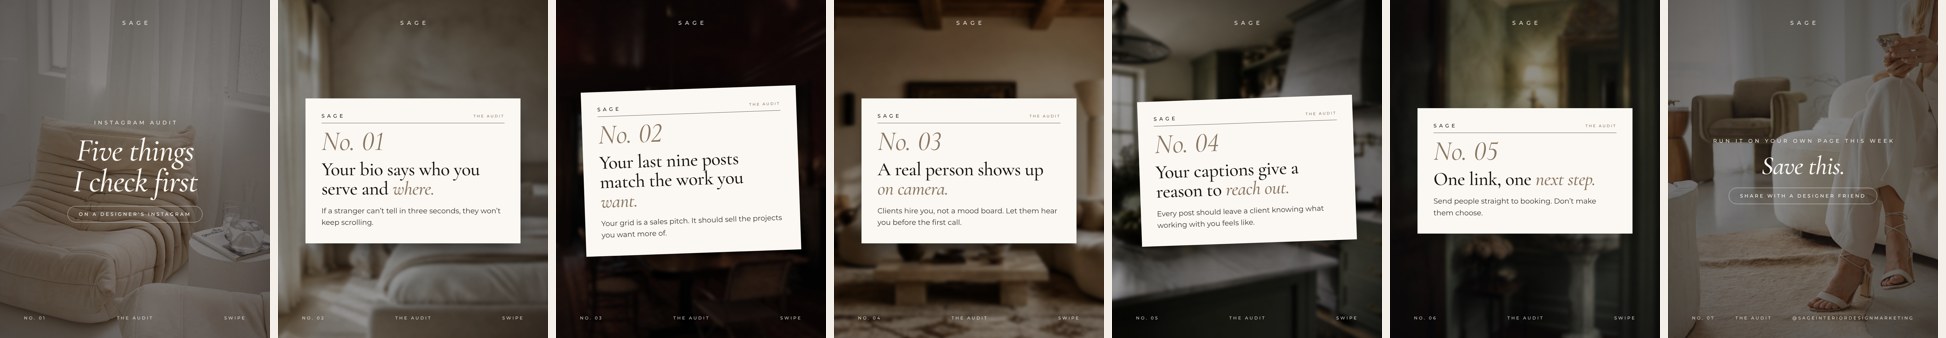 SAGE
INSTAGRAM AUDIT
Five things
I check first
ON A DESIGNER'S INSTAGRAM
NO. 01
THE AUDIT
SWIPE
SAGE
SAGE
THE AUDIT
No. 01
Your bio says who you
serve and where.
If a stranger can't tell in three seconds, they won't
keep scrolling.
NO. 02
THE AUDIT
SWIPE
SAGE
SAGE
THE AUDIT
No. 02
Your last nine posts
match the work you
want.
Your grid is a sales pitch. It should sell the projects
you want more of.
NO. 03
THE AUDIT
SWIPE
SAGE
SAGE
THE AUDIT
No. 03
A real person shows up
on camera.
Clients hire you, not a mood board. Let them hear
you before the first call.
NO. 04
THE AUDIT
SWIPE
SAGE
SAGE
THE AUDIT
No. 04
Your captions give a
reason to reach out.
Every post should leave a client knowing what
working with you feels like.
NO. 05
THE AUDIT
SWIPE
SAGE
SAGE
THE AUDIT
No. 05
One link, one next step.
Send people straight to booking. Don't make
them choose.
NO. 06
THE AUDIT
SWIPE
SAGE
RUN IT ON YOUR OWN PAGE THIS WEEK
Save this.
SHARE WITH A DESIGNER FRIEND
NO. 07
THE AUDIT
@SAGEINTERIORDESIGNMARKETING